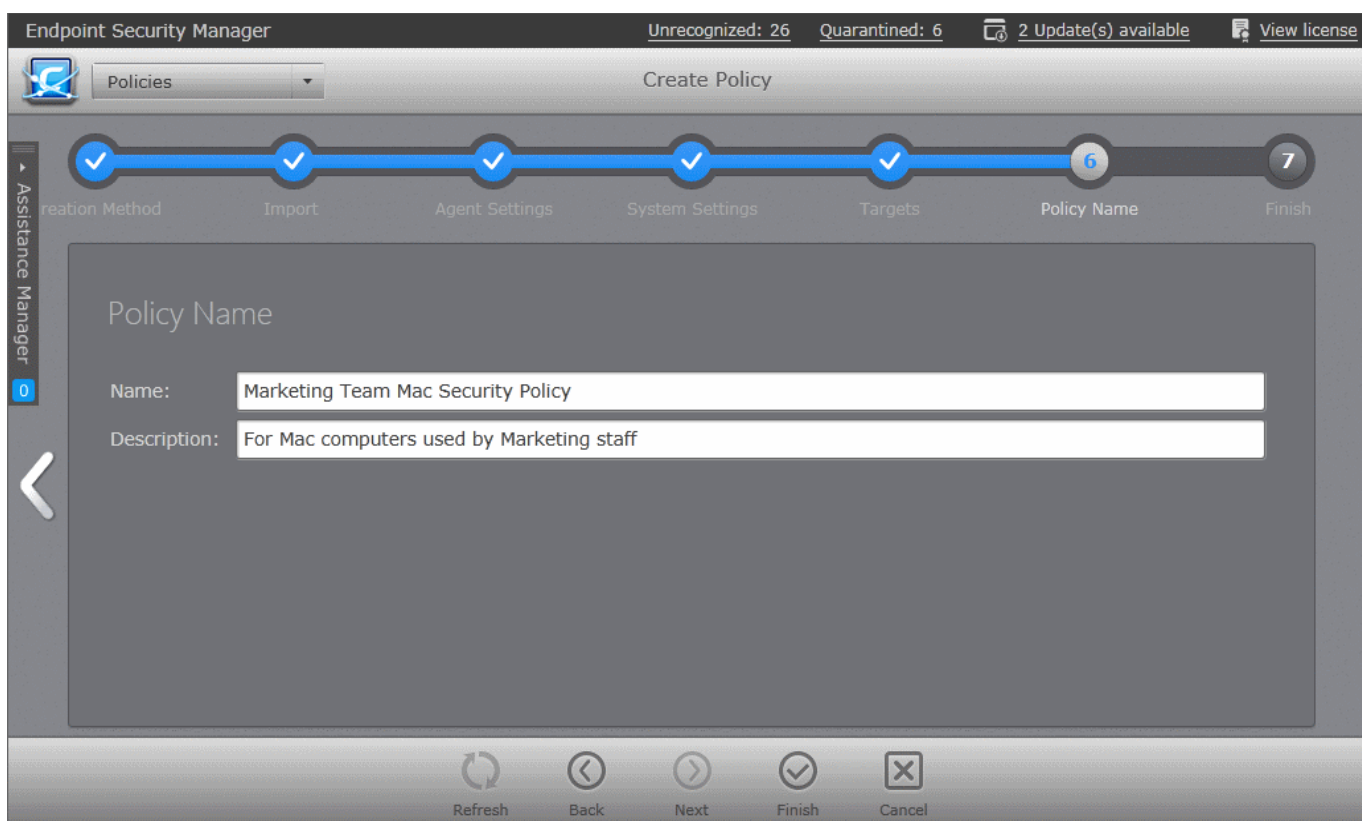 Endpoint Security Manager Unrecognized: 26 Quarantined: 6 2 Update(s) available View license
Policies Create Policy
6 7
reation Method Import Agent Settings System Settings Targets Policy Name Finish
Assistance Manager
0
Policy Name
Name: Marketing Team Mac Security Policy
Description: For Mac computers used by Marketing staff
Refresh Back Next Finish Cancel